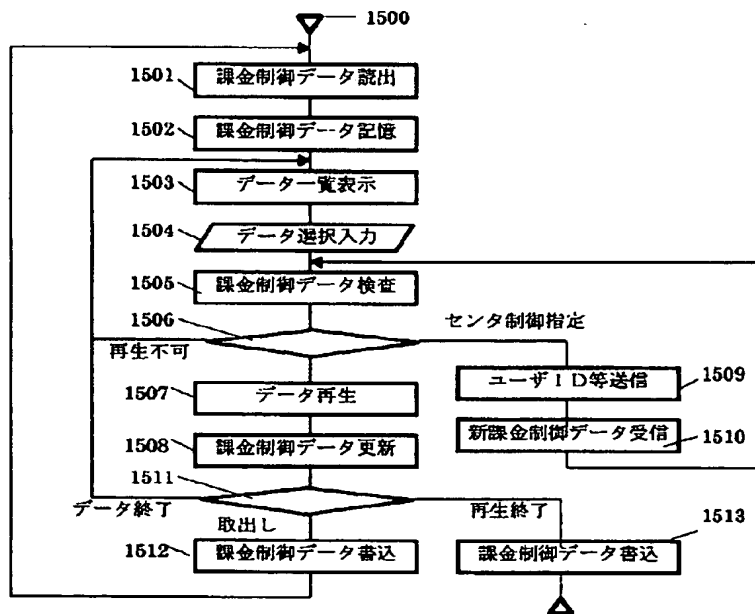 1500
1501 課金制御データ読出
1502 課金制御データ記憶
1503 データ一覧表示
1504 データ選択入力
1505 課金制御データ検査
1506 センタ制御指定
再生不可
1507 データ再生
ユーザID等送信 1509
1508 課金制御データ更新
新課金制御データ受信 1510
1511
データ終了 取出し 再生終了
1512 課金制御データ書込
課金制御データ書込 1513